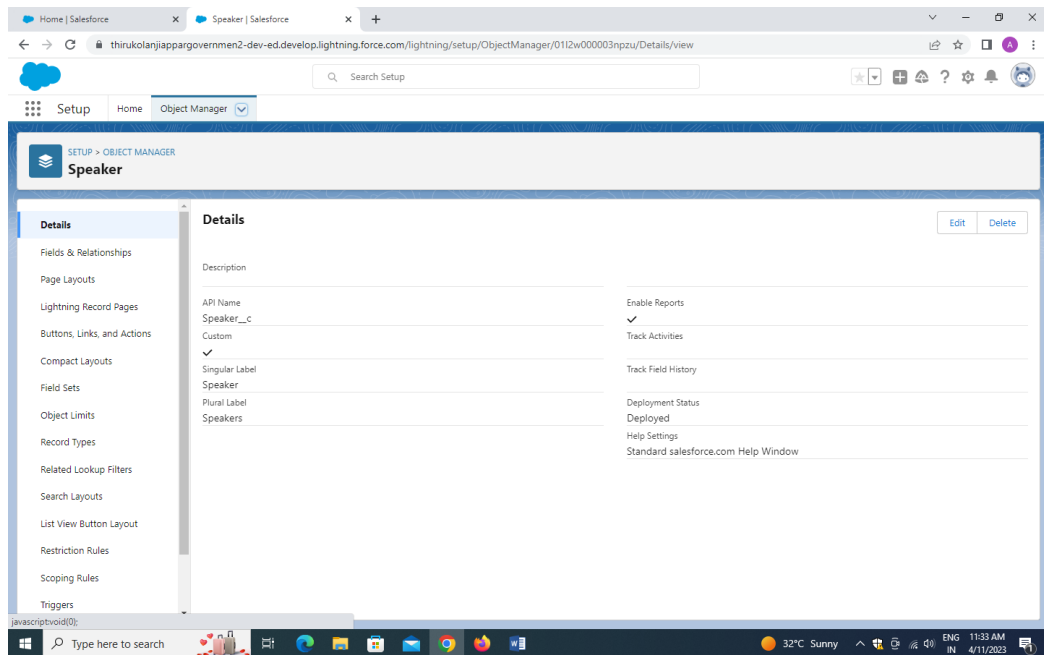 Home | Salesforce
Speaker | Salesforce
thirukolanjiappargovernmen2-dev-ed.develop.lightning.force.com/lightning/setup/ObjectManager/01I2w000003npzu/Details/view
A
Search Setup
Setup
Home
Object Manager
SETUP > OBJECT MANAGER
Speaker
Details
Fields & Relationships
Page Layouts
Lightning Record Pages
Buttons, Links, and Actions
Compact Layouts
Field Sets
Object Limits
Record Types
Related Lookup Filters
Search Layouts
List View Button Layout
Restriction Rules
Scoping Rules
Triggers
Details
Edit
Delete
Description
API Name
Speaker__c
Custom
Singular Label
Speaker
Plural Label
Speakers
Enable Reports
Track Activities
Track Field History
Deployment Status
Deployed
Help Settings
Standard salesforce.com Help Window
javascript:void(0);
Type here to search
32°C Sunny
ENG
IN
11:33 AM
4/11/2023